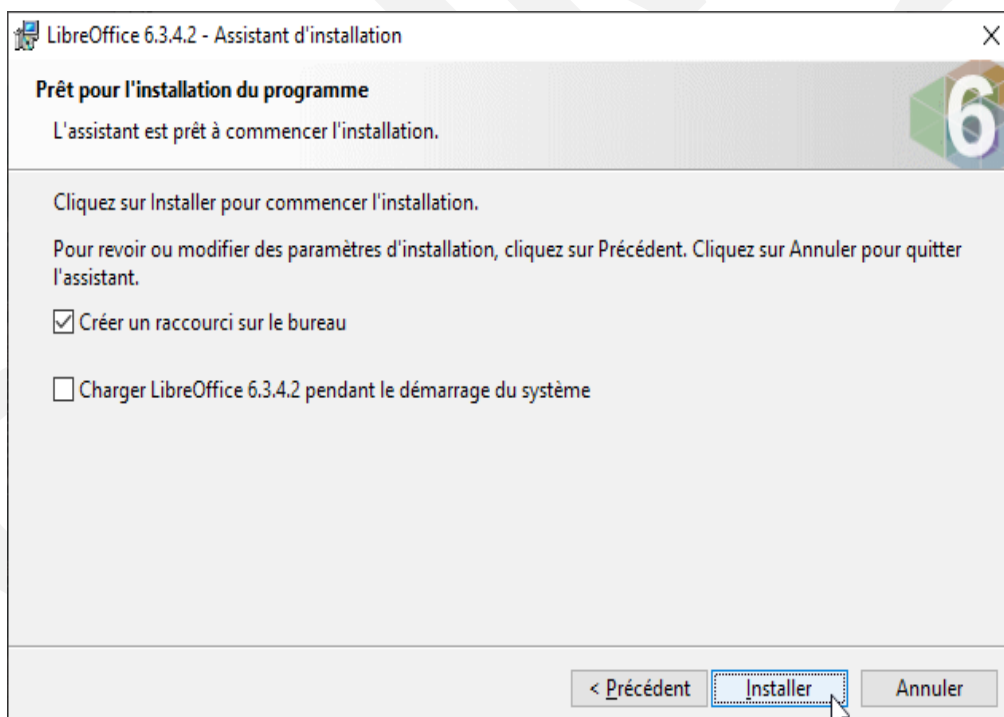 LibreOffice 6.3.4.2 - Assistant d'installation
Prêt pour l'installation du programme
L'assistant est prêt à commencer l'installation.
6
Cliquez sur Installer pour commencer l'installation.
Pour revoir ou modifier des paramètres d'installation, cliquez sur Précédent. Cliquez sur Annuler pour quitter
l'assistant.
Créer un raccourci sur le bureau
Charger LibreOffice 6.3.4.2 pendant le démarrage du système
< Précédent Installer Annuler